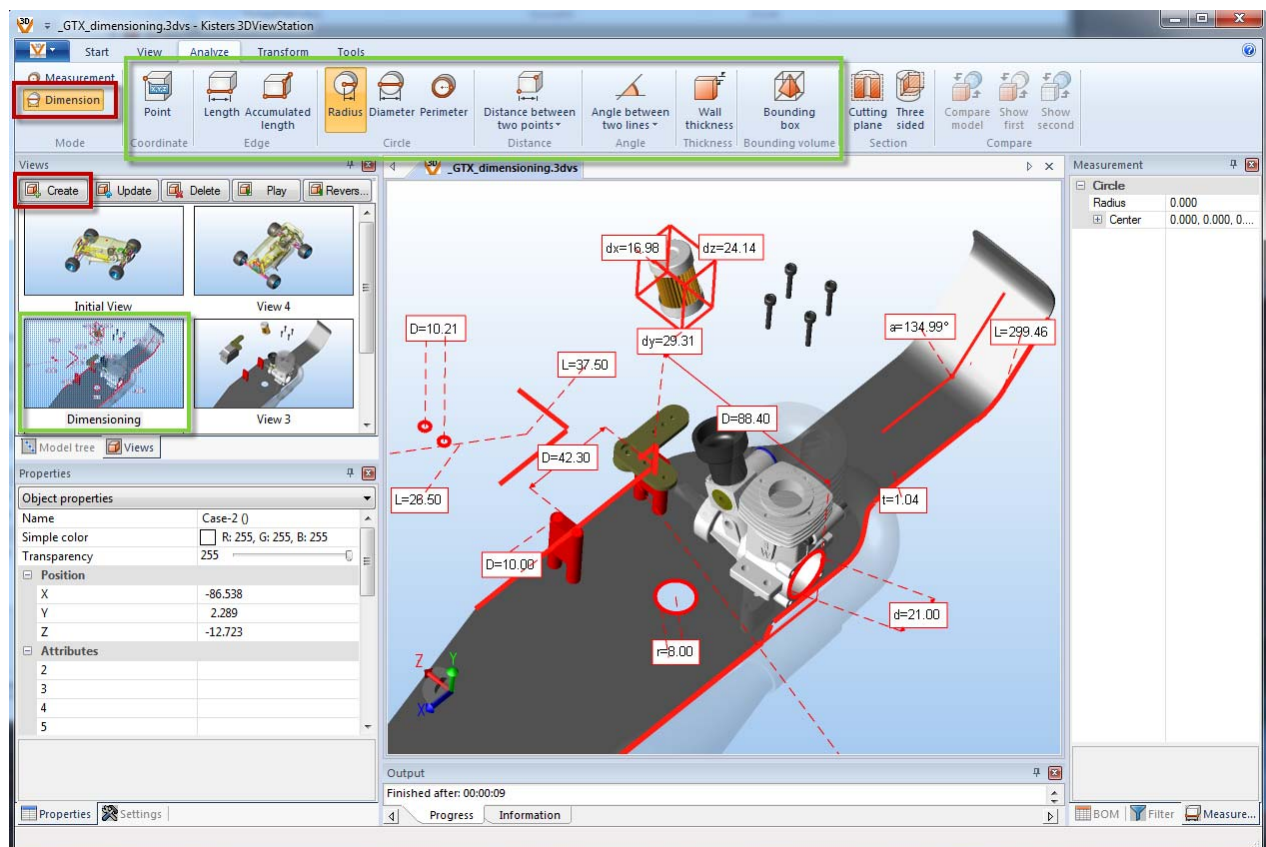 _GTX_dimensioning.3dvs - Kisters 3DViewStation
Start View Analyze Transform Tools
Measurement
Dimension
Point
Length
Accumulated
length
Radius
Diameter
Perimeter
Distance between
two points
Angle between
two lines
Wall
thickness
Bounding
box
Cutting
plane
Three
sided
Compare
model
Show
first
Show
second
Mode Coordinate Edge Circle Distance Angle Thickness Bounding volume Section Compare
Views
Create Update Delete Play Revers...
Initial View View 4
Dimensioning View 3
Model tree Views
Properties
Object properties
Name Case-2 ()
Simple color R: 255, G: 255, B: 255
Transparency 255
Position
X -86.538
Y 2.289
Z -12.723
Attributes
2
3
4
5
Properties Settings
_GTX_dimensioning.3dvs
dx=16.98
dz=24.14
D=10.21
dy=29.31
a=134.99°
L=299.46
L=37.50
D=88.40
D=42.30
L=28.50
t=1.04
D=10.00
d=21.00
r=8.00
Z Y
X
Output
Finished after: 00:00:09
Progress Information
Measurement
Circle
Radius 0.000
Center 0.000, 0.000, 0....
BOM Filter Measure...